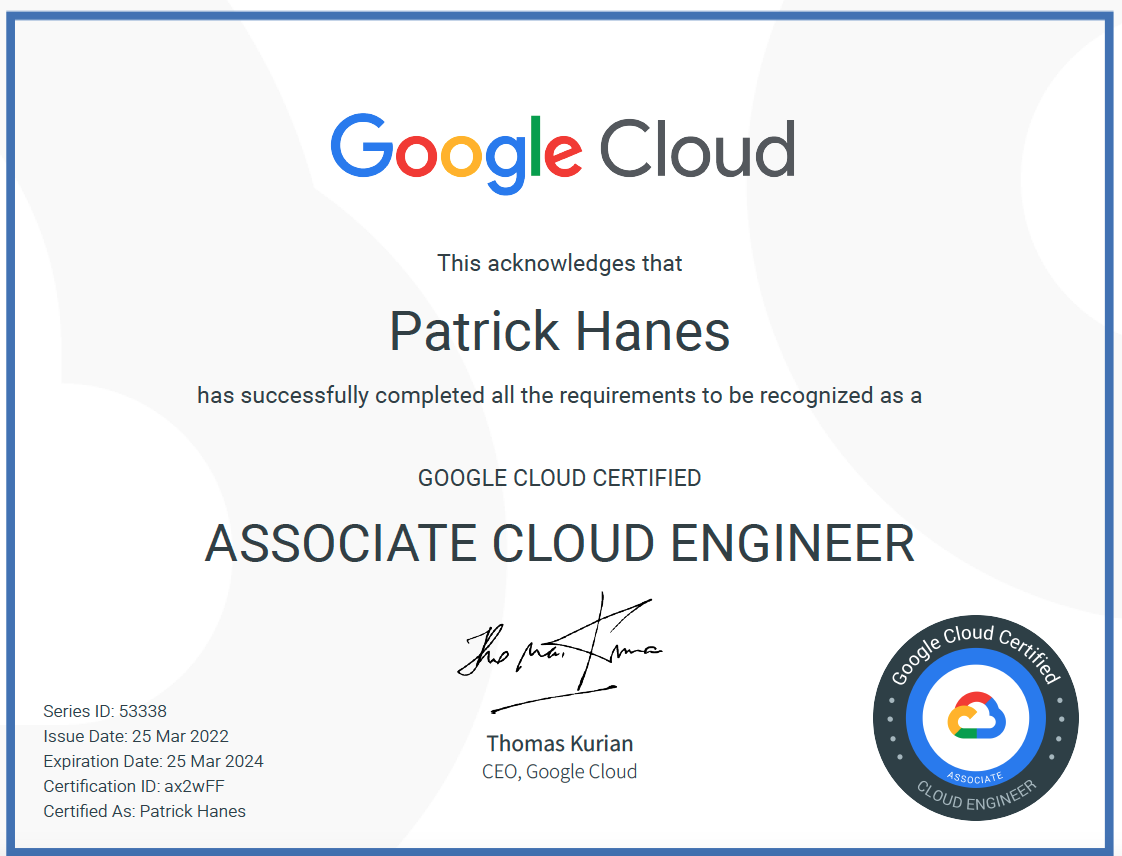 Google Cloud
This acknowledges that
Patrick Hanes
has successfully completed all the requirements to be recognized as a
GOOGLE CLOUD CERTIFIED
ASSOCIATE CLOUD ENGINEER
Thomas Kurian
CEO, Google Cloud
Series ID: 53338
Issue Date: 25 Mar 2022
Expiration Date: 25 Mar 2024
Certification ID: ax2wFF
Certified As: Patrick Hanes
Google Cloud Certified
ASSOCIATE
CLOUD ENGINEER